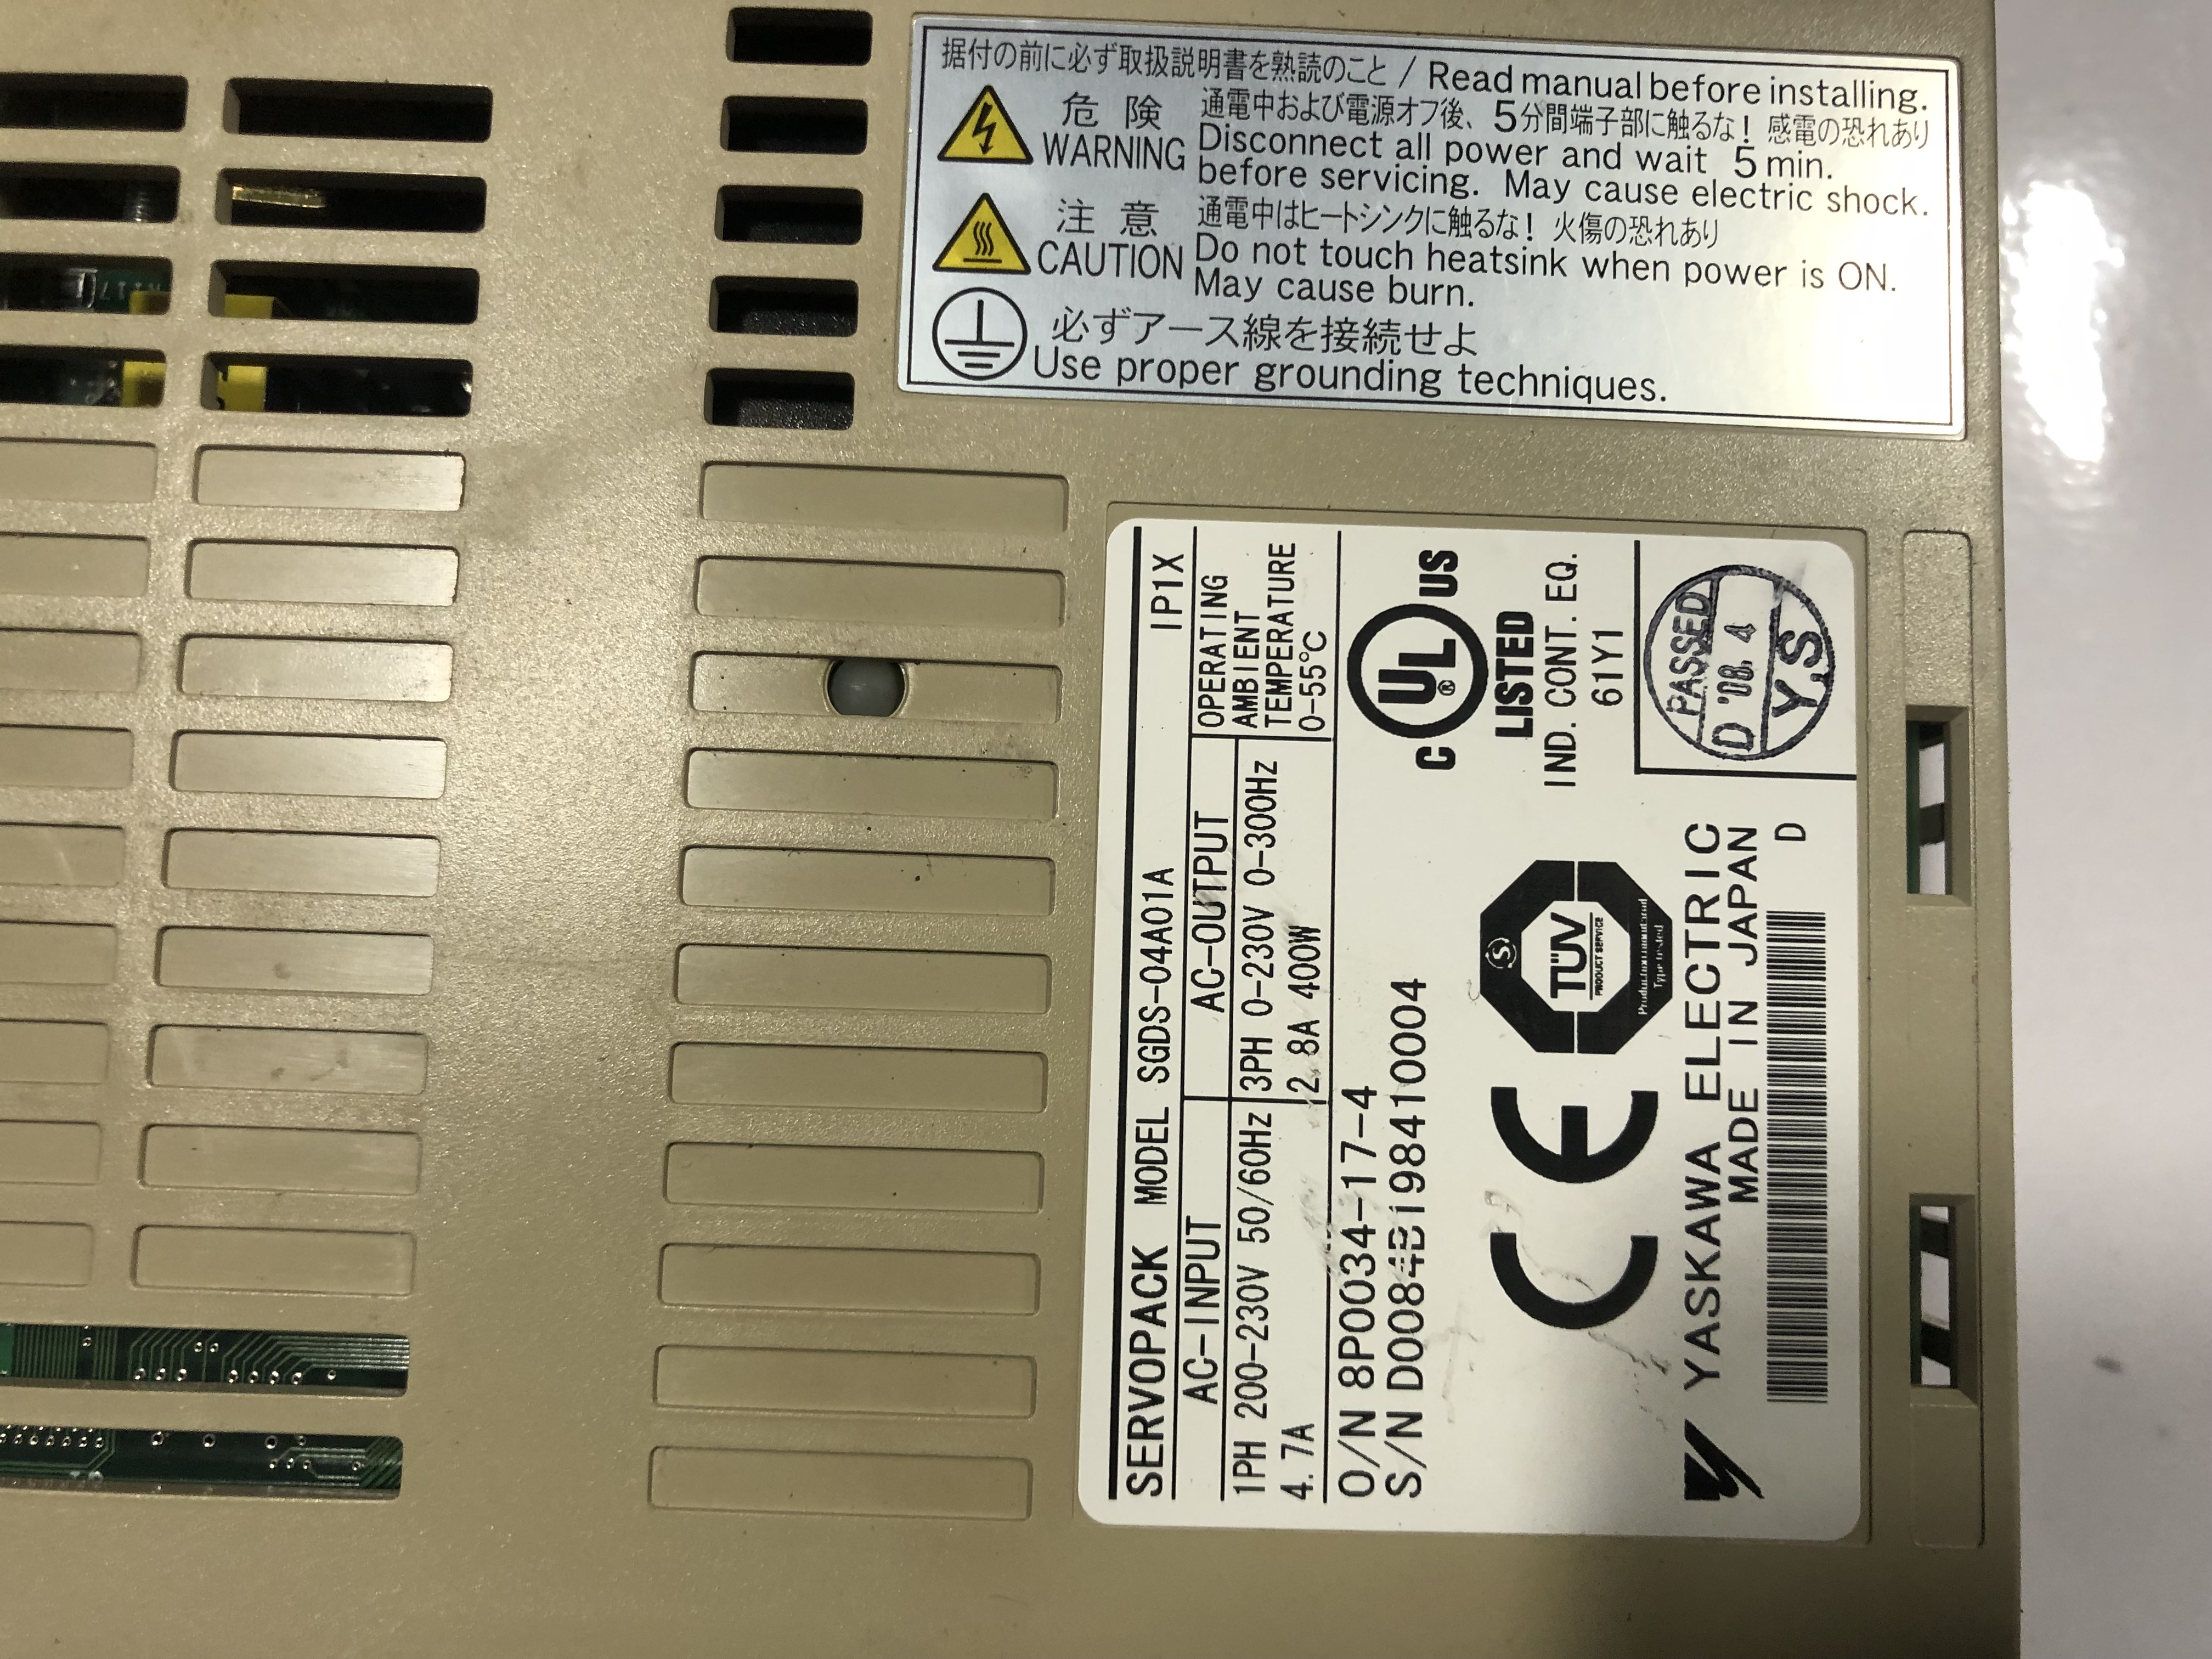 据付の前に必ず取扱説明書を熟読のこと / Read manual before installing.
危 険
WARNING
通電中および電源オフ後、5分間端子部に触るな! 感電の恐れあり
Disconnect all power and wait 5 min.
before servicing. May cause electric shock.
注 意
CAUTION
通電中はヒートシンクに触るな! 火傷の恐れあり
Do not touch heatsink when power is ON.
May cause burn.
必ずアース線を接続せよ
Use proper grounding techniques.
SERVOPACK MODEL SGDS-04A01A IP1X
AC-INPUT
1PH 200-230V 50/60Hz
4.7A
AC-OUTPUT
3PH 0-230V 0-300Hz
2.8A 400W
OPERATING
AMBIENT
TEMPERATURE
0-55°C
O/N 8P0034-17-4
S/N D0084B198410004
C UL® US
LISTED
IND. CONT. EQ.
61Y1
CE
TÜV
PRODUCT SERVICE
Production monitored
Type tested
PASSED
D '08. 4
Y,S
YASKAWA ELECTRIC
MADE IN JAPAN
D